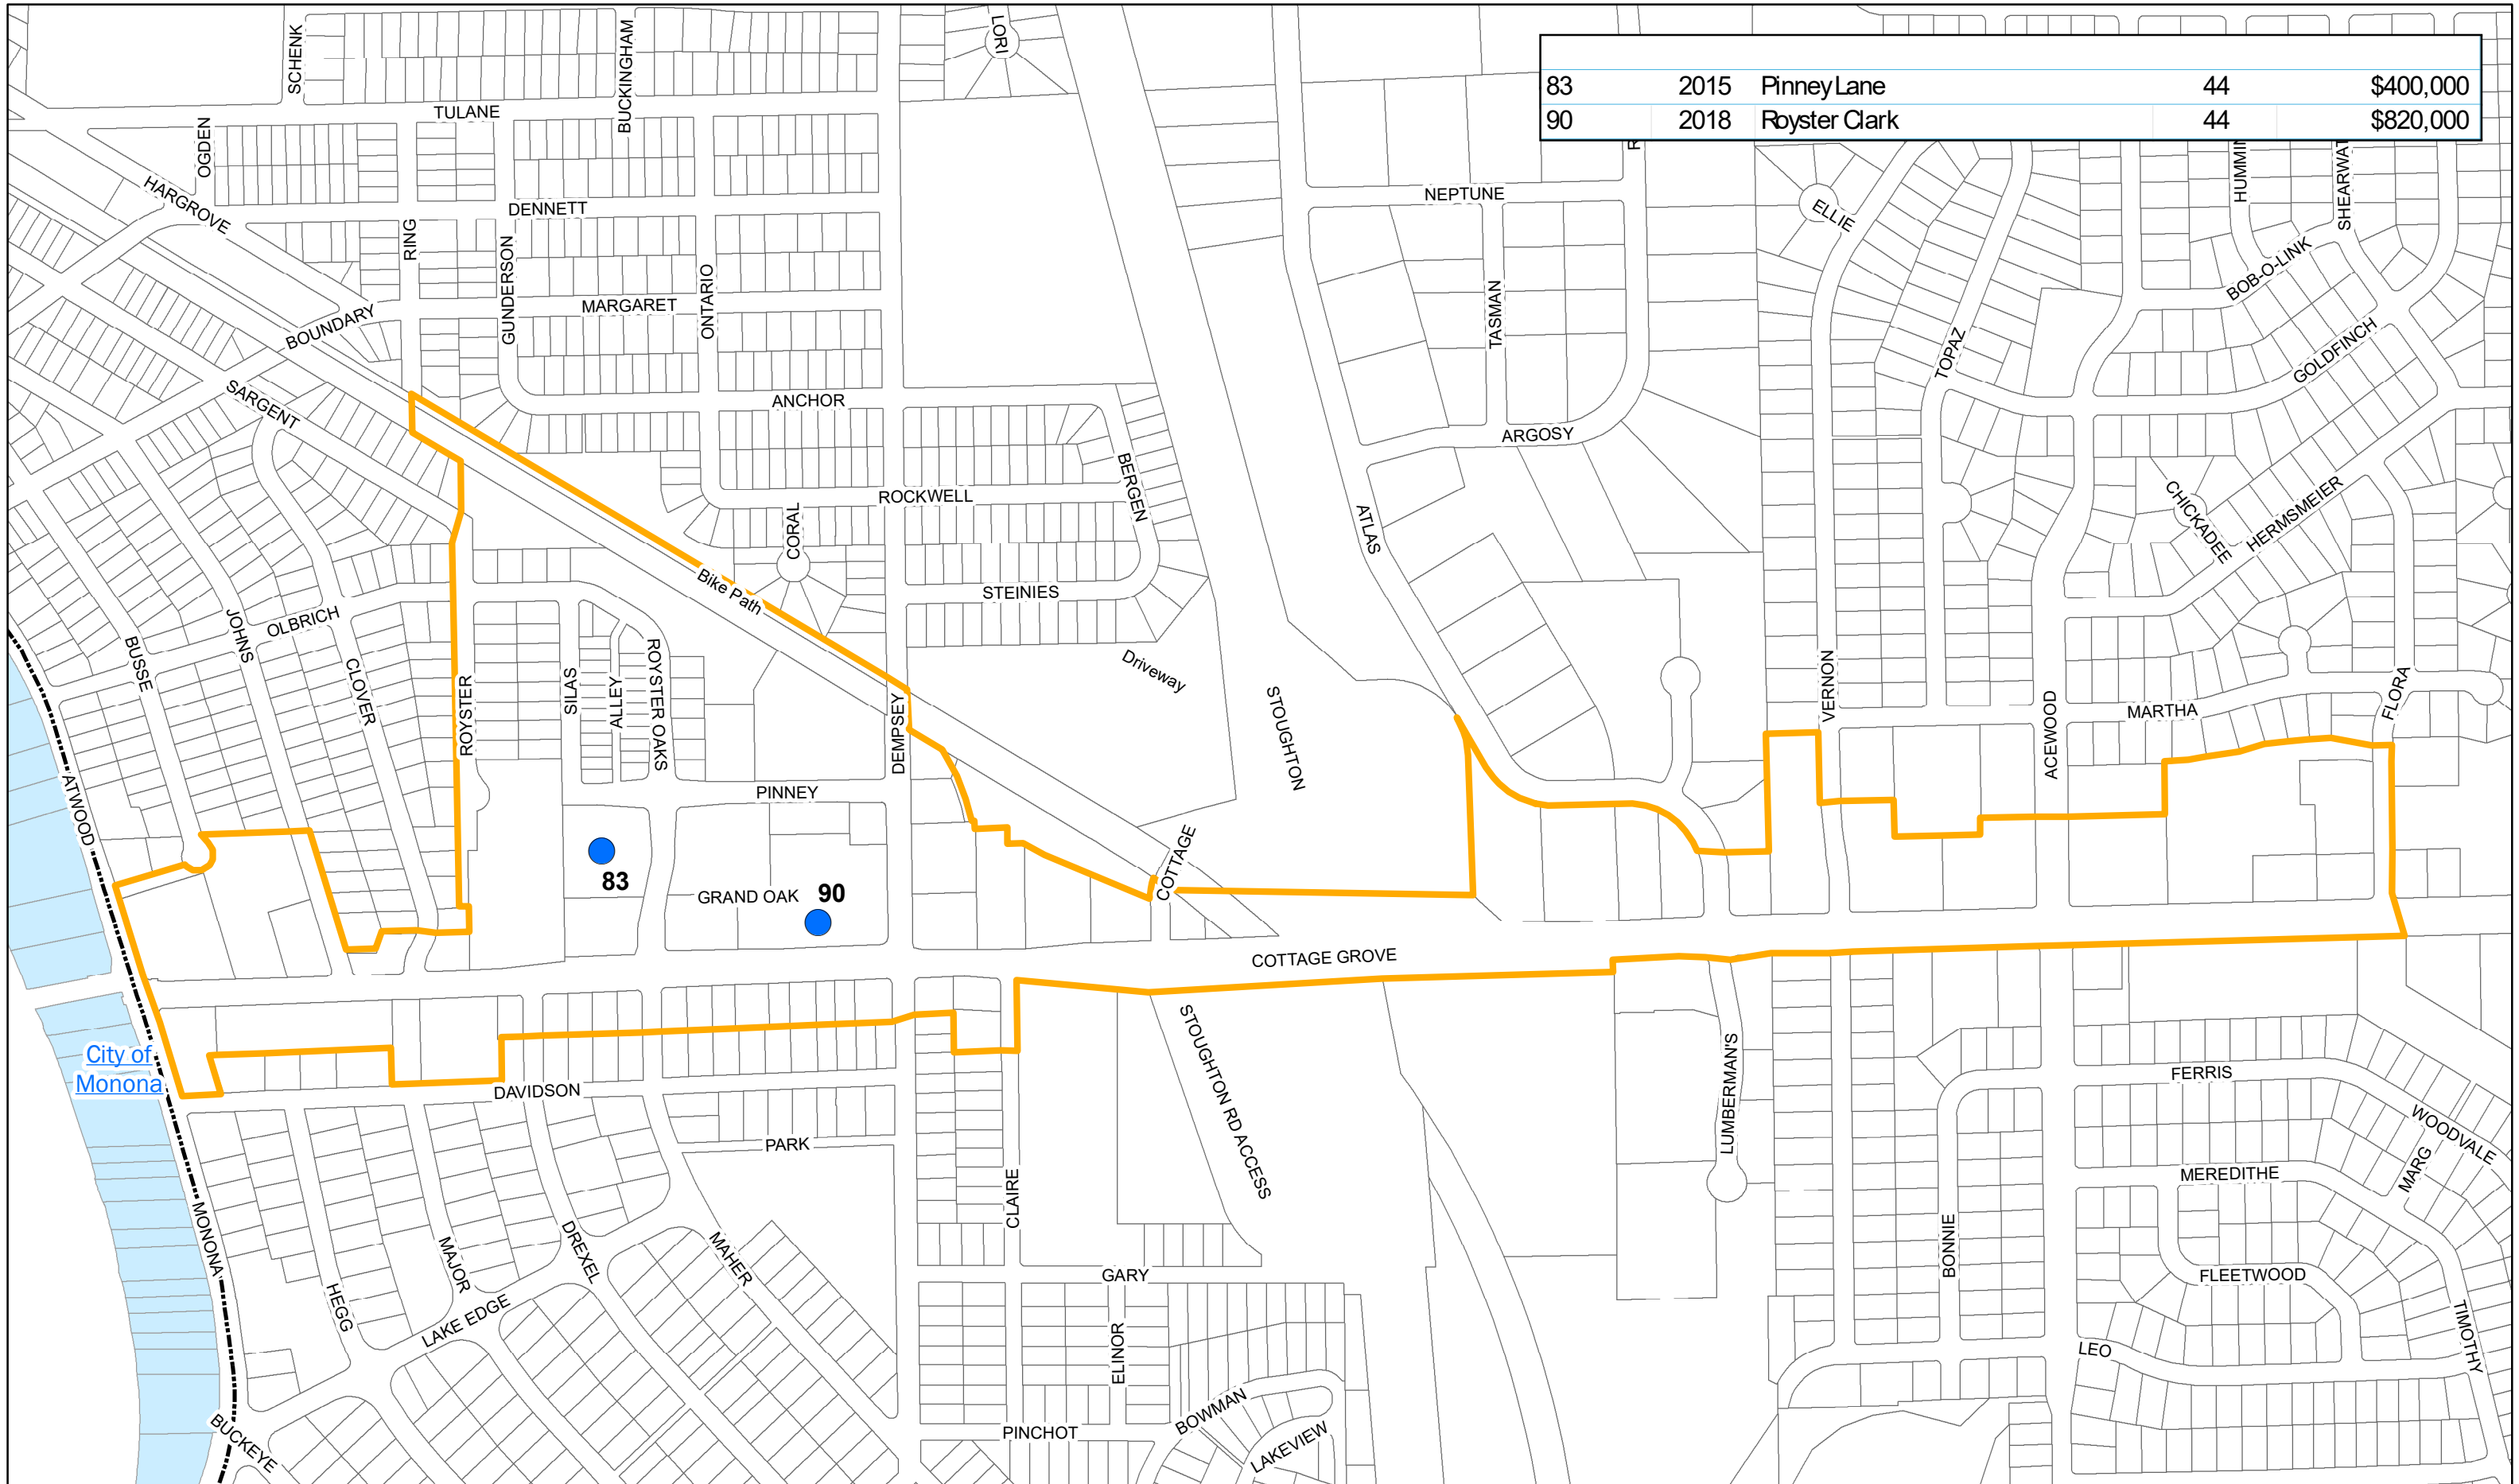 SCHENK
BUCKINGHAM
LORI
83 2015 Pinney Lane 44 $400,000
90 2018 Royster Clark 44 $820,000
TULANE
OGDEN
HARGROVE
NEPTUNE
ELLIE
HUMMIN
SHEARWAT
DENNETT
RING
GUNDERSON
ONTARIO
MARGARET
BOUNDARY
TASMAN
BOB-O-LINK
GOLDFINCH
TOPAZ
SARGENT
ANCHOR
ARGOSY
BERGEN
ROCKWELL
CORAL
ATLAS
CHICKADEE
HERMSMEIER
Bike Path
STEINIES
OLBRICH
JOHNS
BUSSE
CLOVER
ROYSTER
SILAS
ALLEY
ROYSTER OAKS
Driveway
STOUGHTON
DEMPSEY
VERNON
ACEWOOD
MARTHA
FLORA
ATWOOD
PINNEY
83
GRAND OAK
90
COTTAGE
COTTAGE GROVE
City of
Monona
DAVIDSON
STOUGHTON RD ACCESS
LUMBERMAN'S
FERRIS
WOODVALE
PARK
MEREDITHE
MARG
CLAIRE
MONONA
HEGG
MAJOR
DREXEL
MAHER
BONNIE
GARY
FLEETWOOD
LAKE EDGE
ELINOR
LEO
TIMOTHY
BUCKEYE
PINCHOT
BOWMAN
LAKEVIEW